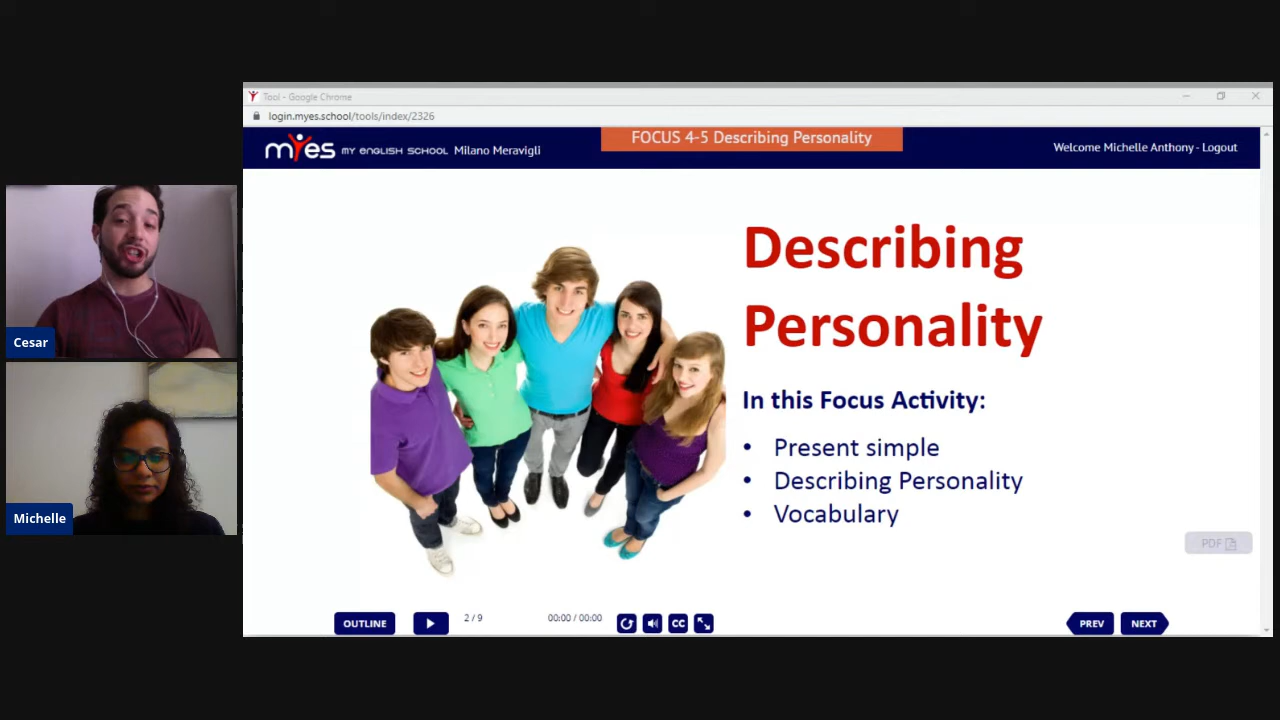 Tool - Google Chrome
login.myes.school/tools/index/2326
FOCUS 4-5 Describing Personality
myes MY ENGLISH SCHOOL Milano Meravigli
Welcome Michelle Anthony - Logout
Describing
Personality
In this Focus Activity:
• Present simple
• Describing Personality
• Vocabulary
PDF
OUTLINE
2 / 9
00:00 / 00:00
CC
PREV
NEXT
Cesar
Michelle